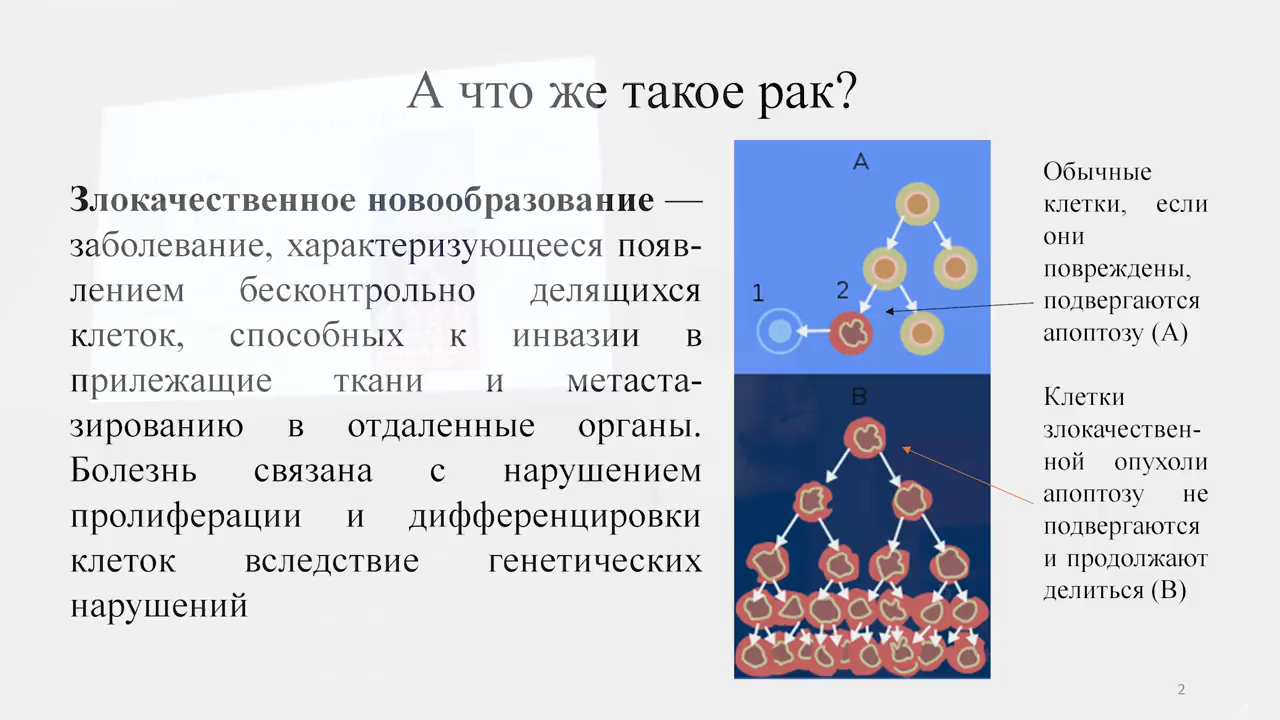 А что же такое рак?
Злокачественное новообразование —
заболевание, характеризующееся появ-
лением бесконтрольно делящихся
клеток, способных к инвазии в
прилежащие ткани и метаста-
зированию в отдаленные органы.
Болезнь связана с нарушением
пролиферации и дифференцировки
клеток вследствие генетических
нарушений
A
1
2
B
Обычные
клетки, если
они
повреждены,
подвергаются
апоптозу (А)
Клетки
злокачествен-
ной опухоли
апоптозу не
подвергаются
и продолжают
делиться (В)
2